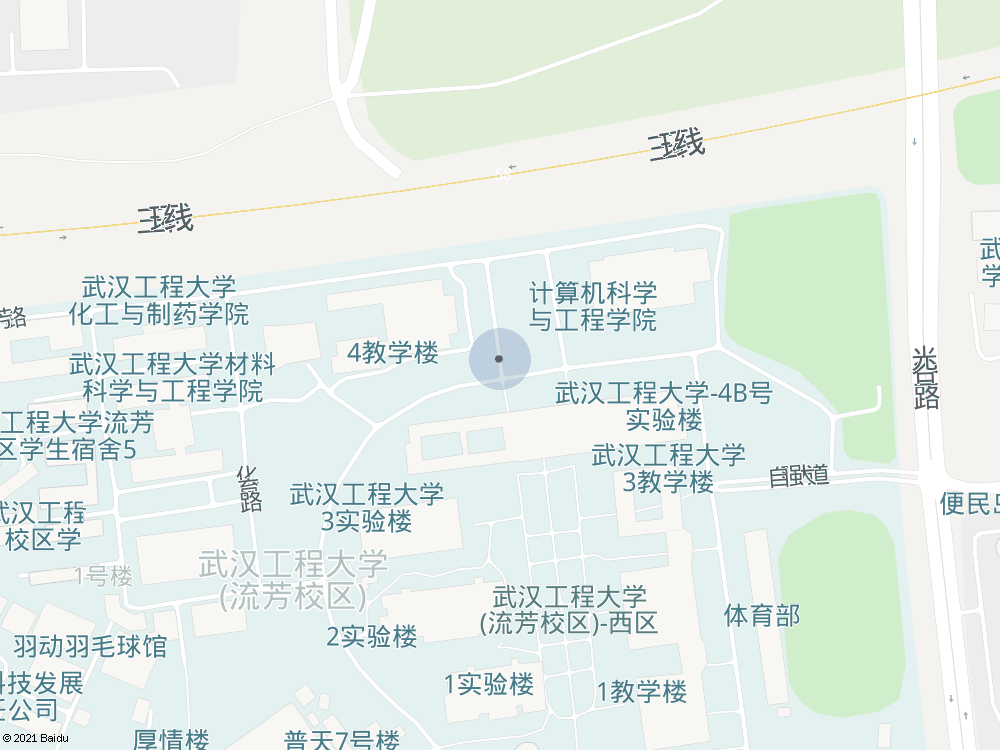 王线
王线
武汉工程大学
化工与制药学院
计算机科学
与工程学院
路
4教学楼
武汉工程大学材料
科学与工程学院
光谷一路
武汉工程大学-4B号
实验楼
工程大学流芳
区学生宿舍5
武汉工程大学
3教学楼
自强大道
化育路
武汉工程大学
3实验楼
便民
武汉工程
校区学
武
学
武汉工程大学
(流芳校区)
1号楼
武汉工程大学
(流芳校区)-西区
体育部
2实验楼
羽动羽毛球馆
科技发展
任公司
1实验楼
1教学楼
厚情楼
普天7号楼
© 2021 Baidu